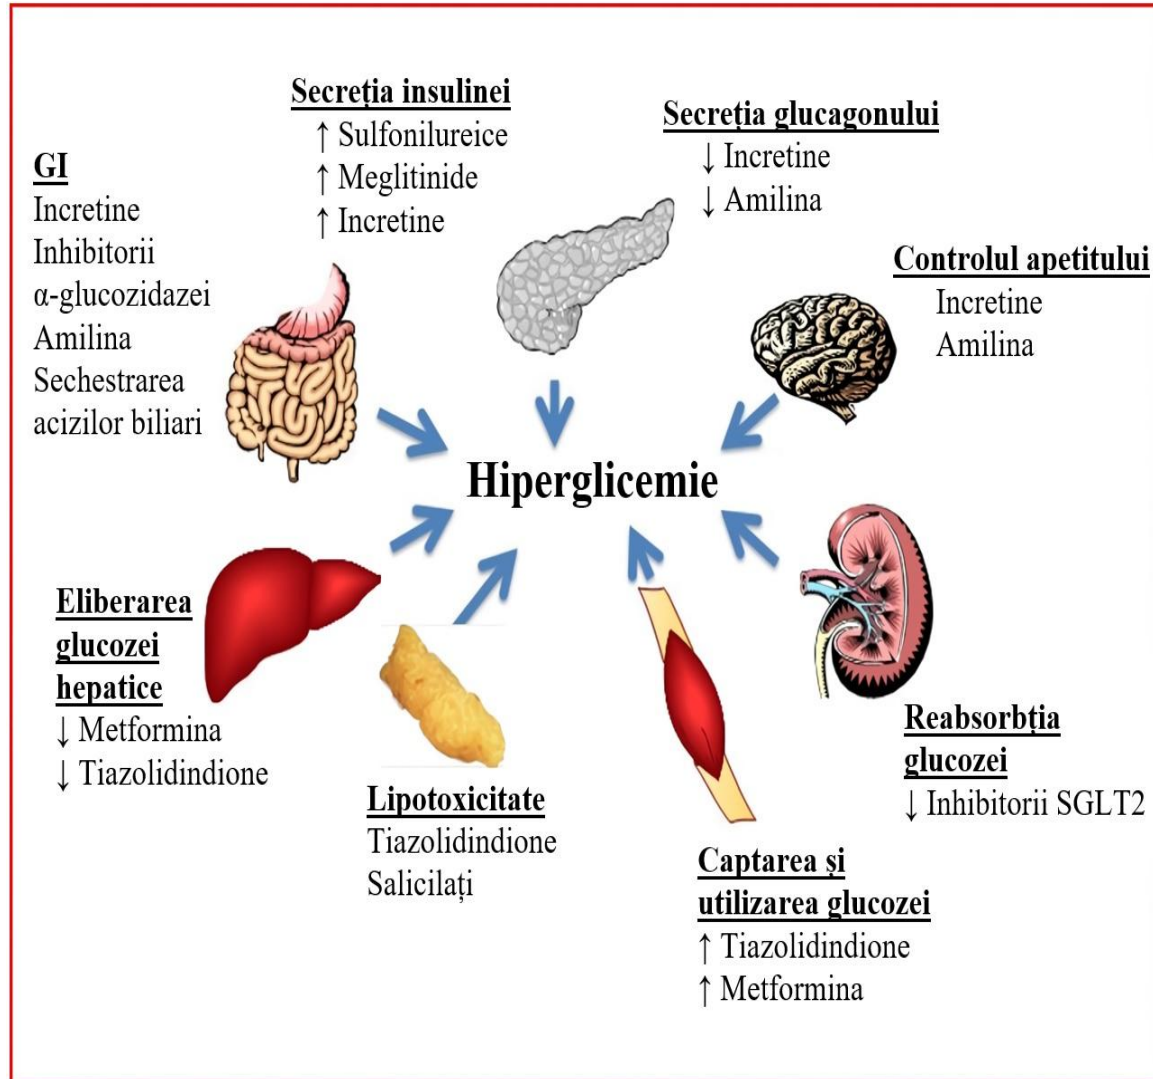 Secreția insulinei
↑ Sulfonilureice
↑ Meglitinide
↑ Incretine
Secreția glucagonului
↓ Incretine
↓ Amilina
GI
Incretine
Inhibitorii
α-glucozidazei
Amilina
Sechestrarea
acizilor biliari
Controlul apetitului
Incretine
Amilina
Hiperglicemie
Eliberarea
glucozei
hepatice
↓ Metformina
↓ Tiazolidindione
Lipotoxicitate
Tiazolidindione
Salicilați
Captarea și
utilizarea glucozei
↑ Tiazolidindione
↑ Metformina
Reabsorbția
glucozei
↓ Inhibitorii SGLT2